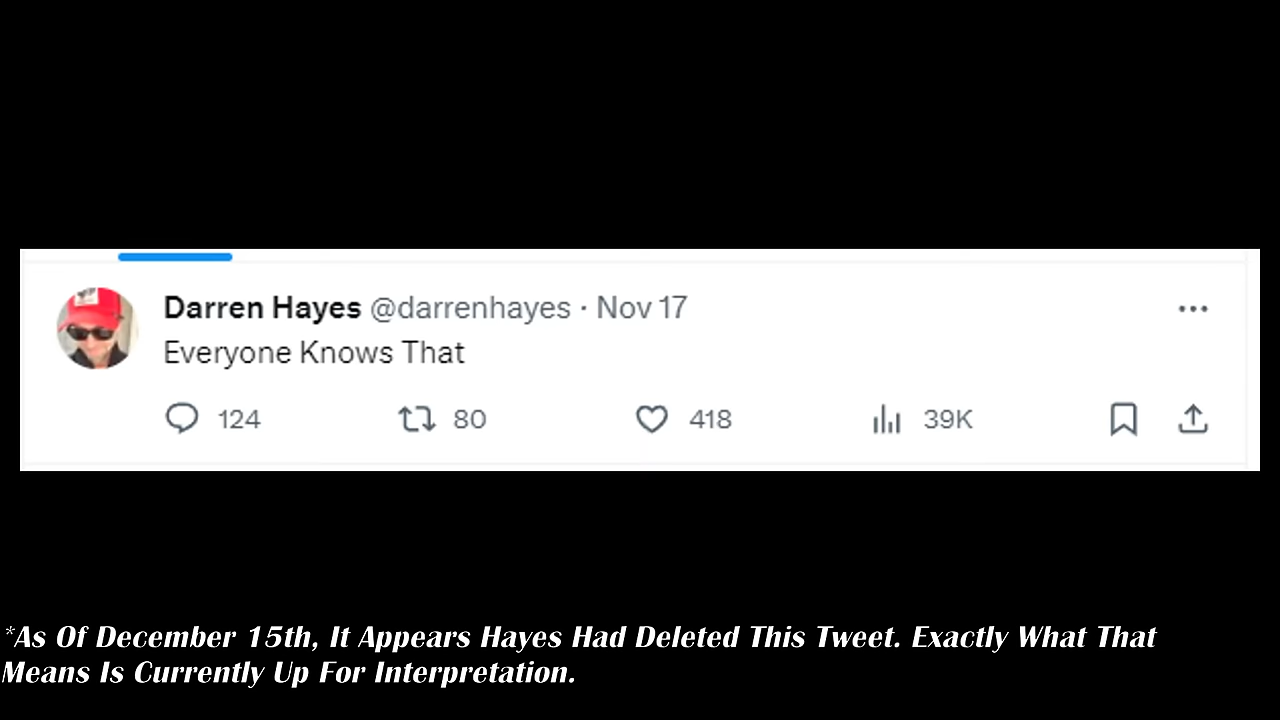 Darren Hayes @darrenhayes · Nov 17
Everyone Knows That
124 80 418 39K
*As Of December 15th, It Appears Hayes Had Deleted This Tweet. Exactly What That
Means Is Currently Up For Interpretation.